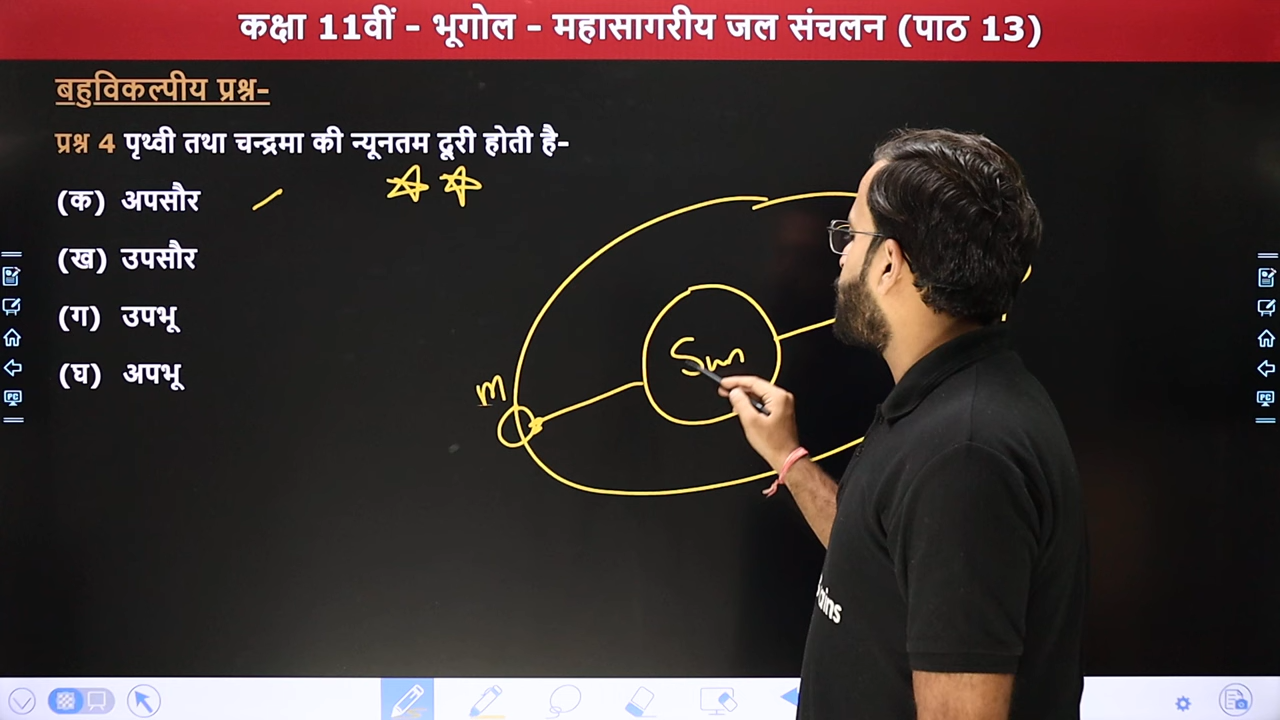 कक्षा 11वीं - भूगोल - महासागरीय जल संचलन (पाठ 13)
बहुविकल्पीय प्रश्न-
प्रश्न 4 पृथ्वी तथा चन्द्रमा की न्यूनतम दूरी होती है-
(क) अपसौर
(ख) उपसौर
(ग) उपभू
(घ) अपभू
Sun
m